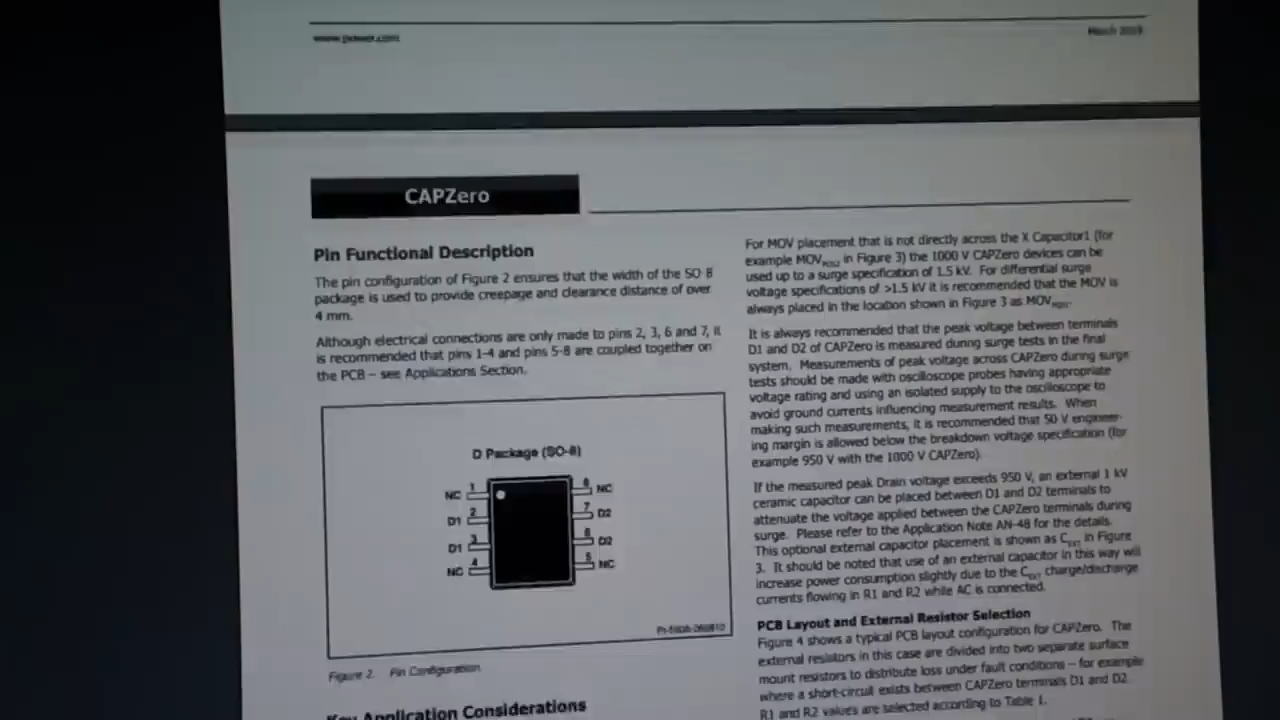 www.power.com
March 2019
CAPZero
Pin Functional Description
The pin configuration of Figure 2 ensures that the width of the SO-8
package is used to provide creepage and clearance distance of over
4 mm.
Although electrical connections are only made to pins 2, 3, 6 and 7, it
is recommended that pins 1-4 and pins 5-8 are coupled together on
the PCB – see Applications Section.
D Package (SO-8)
NC 1
D1 2
D1 3
NC 4
8 NC
7 D2
6 D2
5 NC
Figure 2. Pin Configuration.
Key Application Considerations
For MOV placement that is not directly across the X Capacitor1 (for
example MOVPOS2 in Figure 3) the 1000 V CAPZero devices can be
used up to a surge specification of 1.5 kV. For differential surge
voltage specifications of >1.5 kV it is recommended that the MOV is
always placed in the location shown in Figure 3 as MOVPOS1.
It is always recommended that the peak voltage between terminals
D1 and D2 of CAPZero is measured during surge tests in the final
system. Measurements of peak voltage across CAPZero during surge
tests should be made with oscilloscope probes having appropriate
voltage rating and using an isolated supply to the oscilloscope to
avoid ground currents influencing measurement results. When
making such measurements, it is recommended that 50 V engineer-
ing margin is allowed below the breakdown voltage specification (for
example 950 V with the 1000 V CAPZero).
If the measured peak Drain voltage exceeds 950 V, an external 1 kV
ceramic capacitor can be placed between D1 and D2 terminals to
attenuate the voltage applied between the CAPZero terminals during
surge. Please refer to the Application Note AN-48 for the details.
This optional external capacitor placement is shown as CEXT in Figure
3. It should be noted that use of an external capacitor in this way will
increase power consumption slightly due to the CEXT charge/discharge
currents flowing in R1 and R2 while AC is connected.
PCB Layout and External Resistor Selection
Figure 4 shows a typical PCB layout configuration for CAPZero. The
external resistors in this case are divided into two separate surface
mount resistors to distribute loss under fault conditions – for example
where a short-circuit exists between CAPZero terminals D1 and D2.
R1 and R2 values are selected according to Table 1.